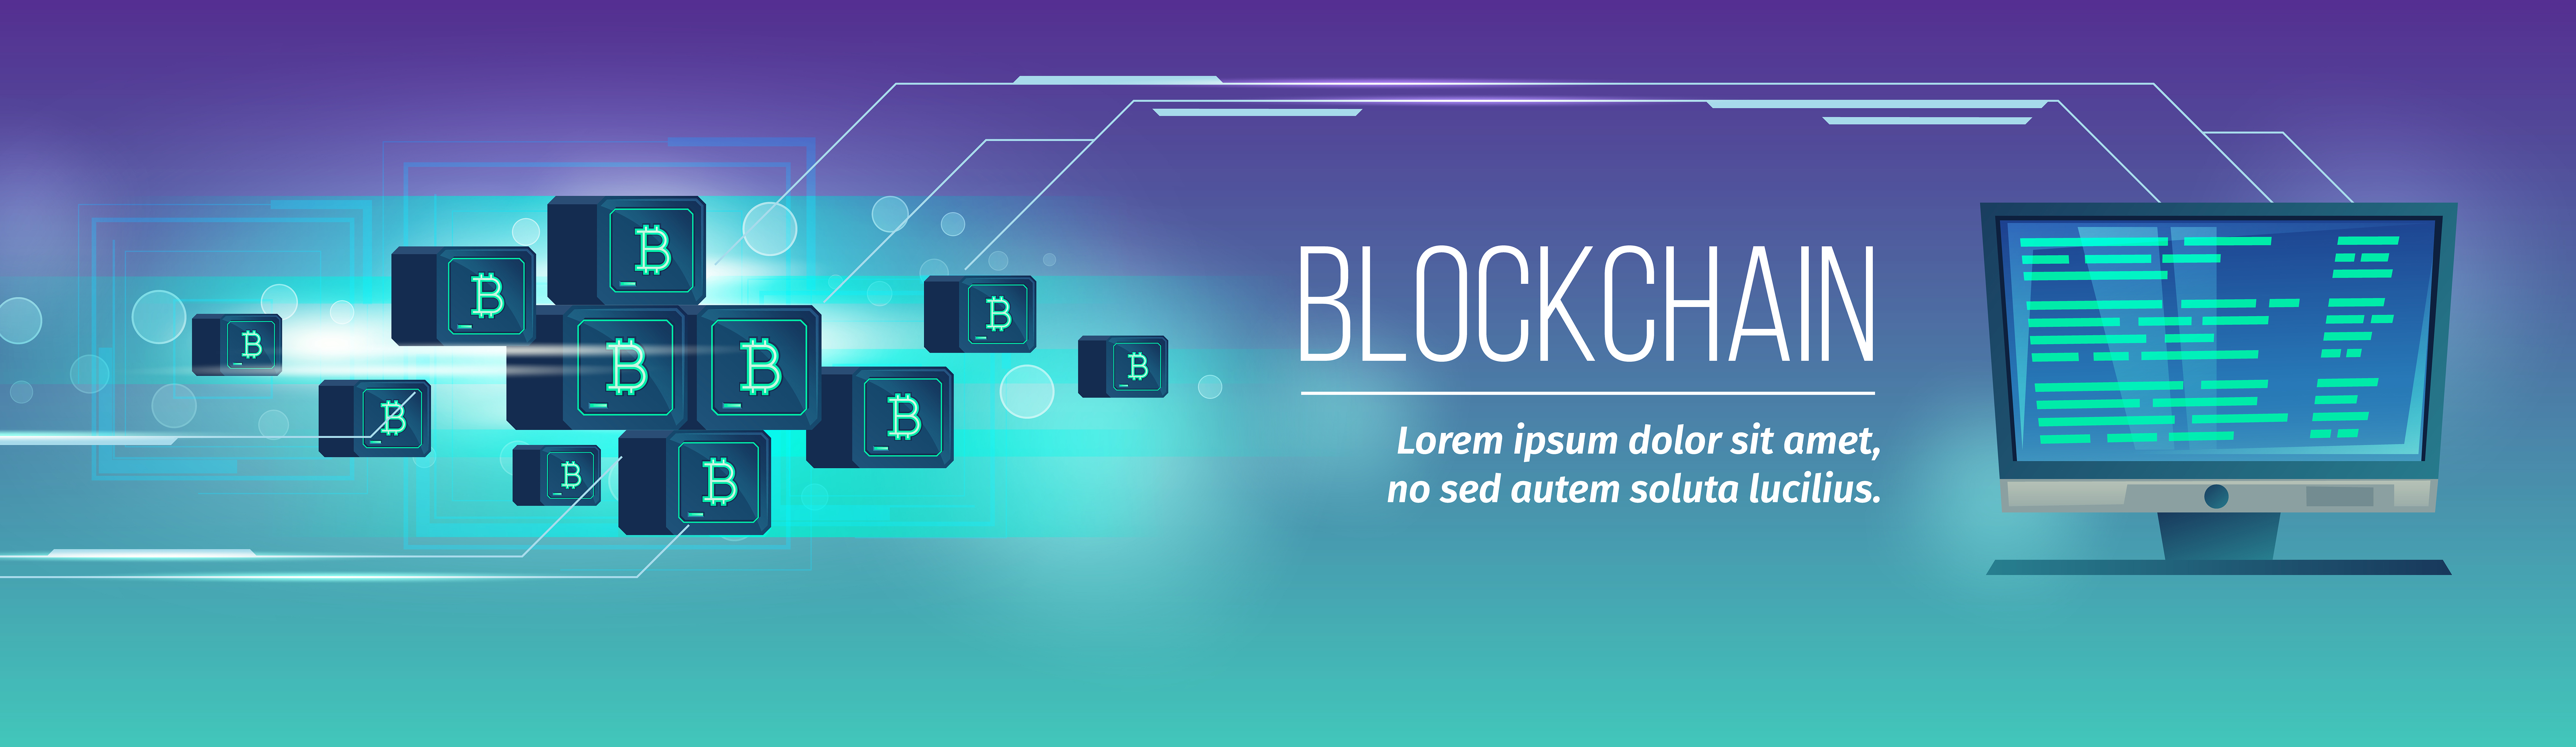 BLOCKCHAIN
Lorem ipsum dolor sit amet,
no sed autem soluta lucilius.